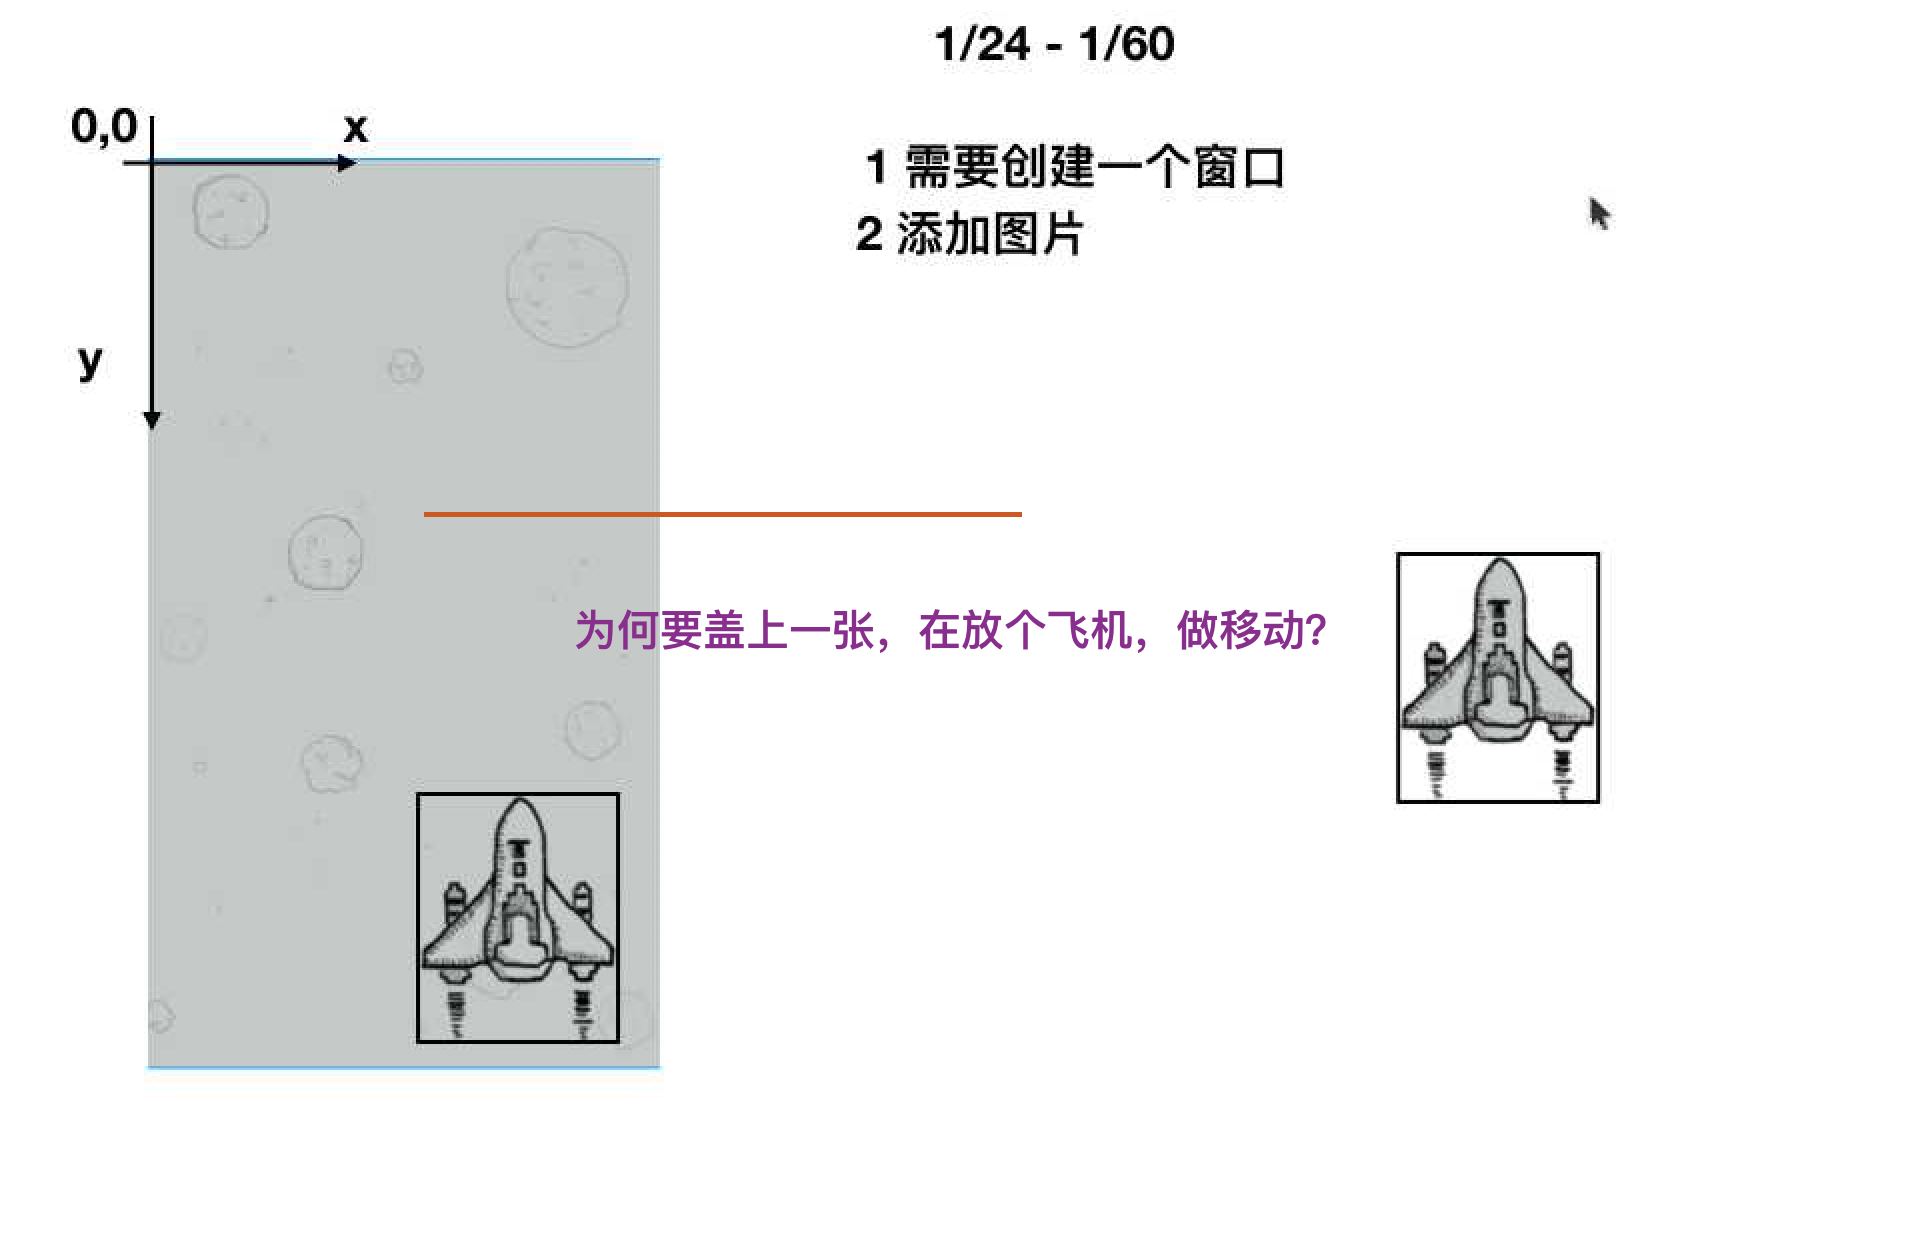 1/24 - 1/60
0,0
x
1 需要创建一个窗口
2 添加图片
y
为何要盖上一张，在放个飞机，做移动？